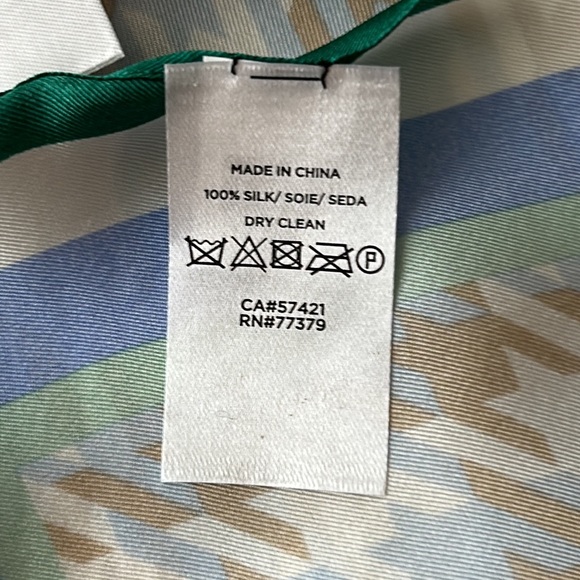 MADE IN CHINA
100% SILK/ SOIE/ SEDA
DRY CLEAN
P
CA#57421
RN#77379